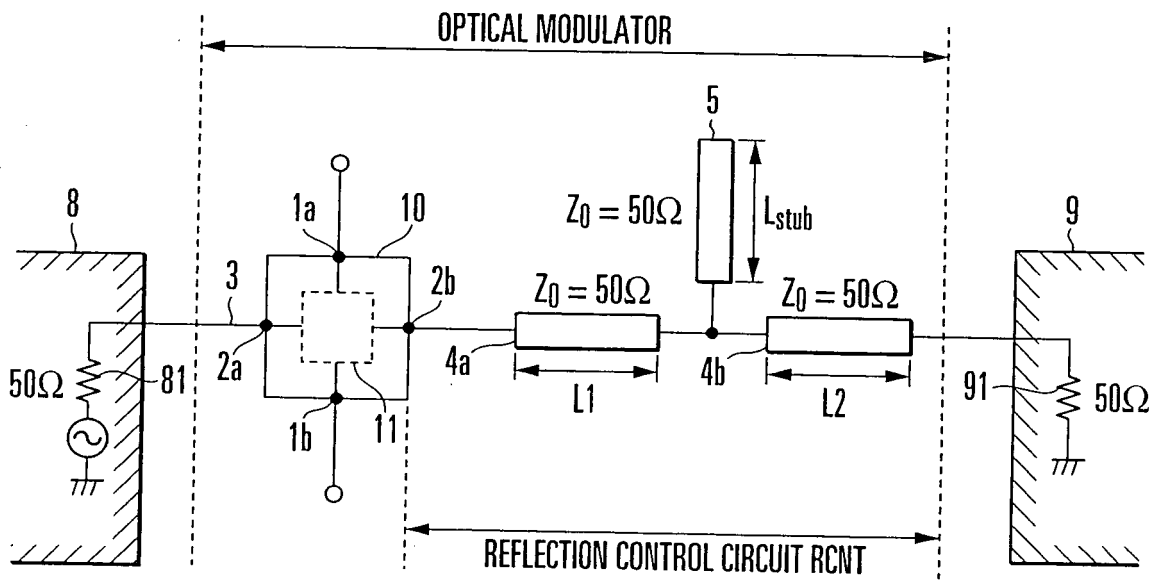 OPTICAL MODULATOR
5
8
1a
10
Z0 = 50Ω
Lstub
9
3
2b
Z0 = 50Ω
Z0 = 50Ω
2a
4a
4b
50Ω
81
L1
L2
91
50Ω
1b
11
REFLECTION CONTROL CIRCUIT RCNT